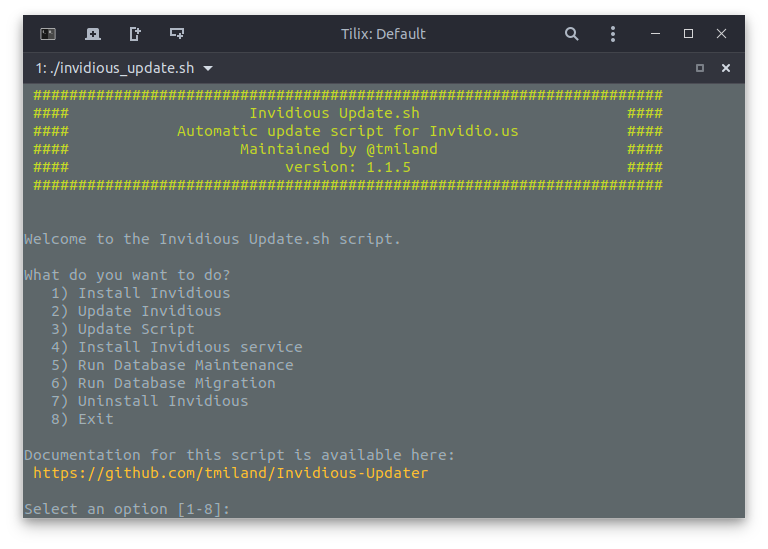 Tilix: Default
1: ./invidious_update.sh
######################################################################
#### Invidious Update.sh ####
#### Automatic update script for Invidio.us ####
#### Maintained by @tmiland ####
#### version: 1.1.5 ####
######################################################################
Welcome to the Invidious Update.sh script.
What do you want to do?
1) Install Invidious
2) Update Invidious
3) Update Script
4) Install Invidious service
5) Run Database Maintenance
6) Run Database Migration
7) Uninstall Invidious
8) Exit
Documentation for this script is available here:
https://github.com/tmiland/Invidious-Updater
Select an option [1-8]: